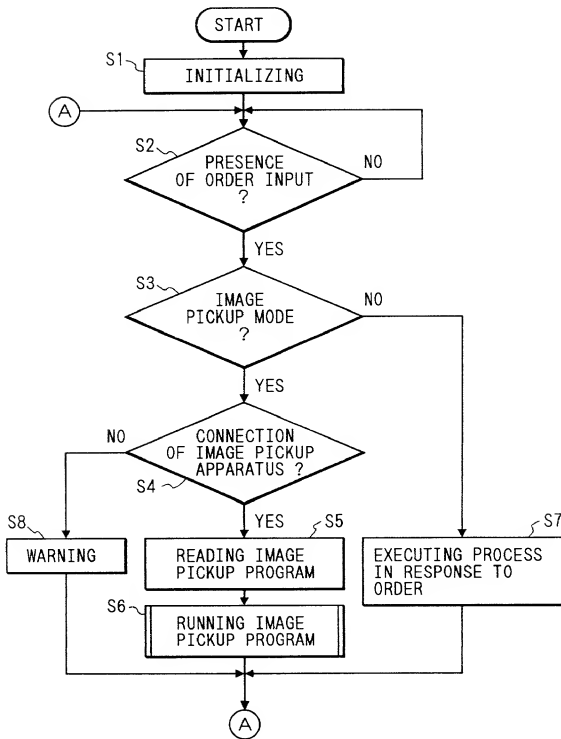 START
S1
INITIALIZING
A
S2
PRESENCE
OF ORDER INPUT
?
NO
YES
S3
IMAGE
PICKUP MODE
?
NO
YES
CONNECTION
OF IMAGE PICKUP
APPARATUS ?
NO
S4
YES
S8
WARNING
S5
READING IMAGE
PICKUP PROGRAM
S7
EXECUTING PROCESS
IN RESPONSE TO
ORDER
S6
RUNNING IMAGE
PICKUP PROGRAM
A